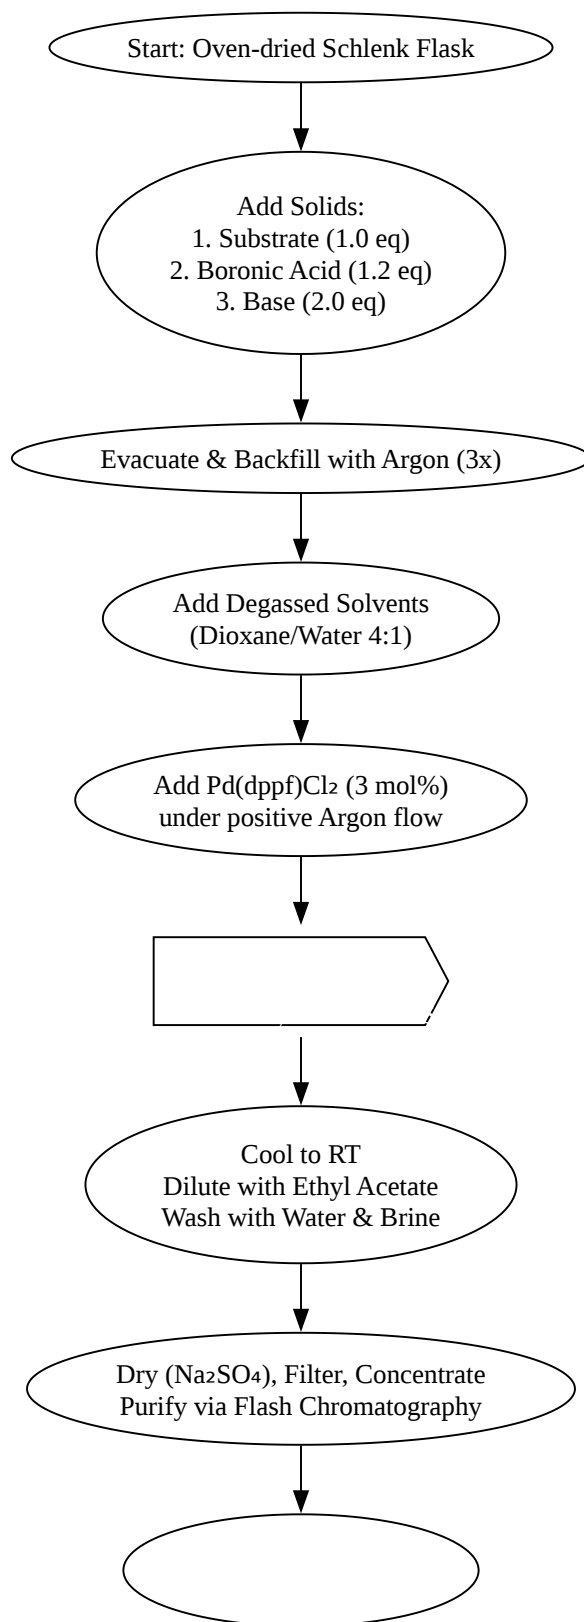 Start: Oven-dried Schlenk Flask
Add Solids:
1. Substrate (1.0 eq)
2. Boronic Acid (1.2 eq)
3. Base (2.0 eq)
Evacuate & Backfill with Argon (3x)
Add Degassed Solvents
(Dioxane/Water 4:1)
Add Pd(dppf)Cl₂ (3 mol%)
under positive Argon flow
Cool to RT
Dilute with Ethyl Acetate
Wash with Water & Brine
Dry (Na₂SO₄), Filter, Concentrate
Purify via Flash Chromatography